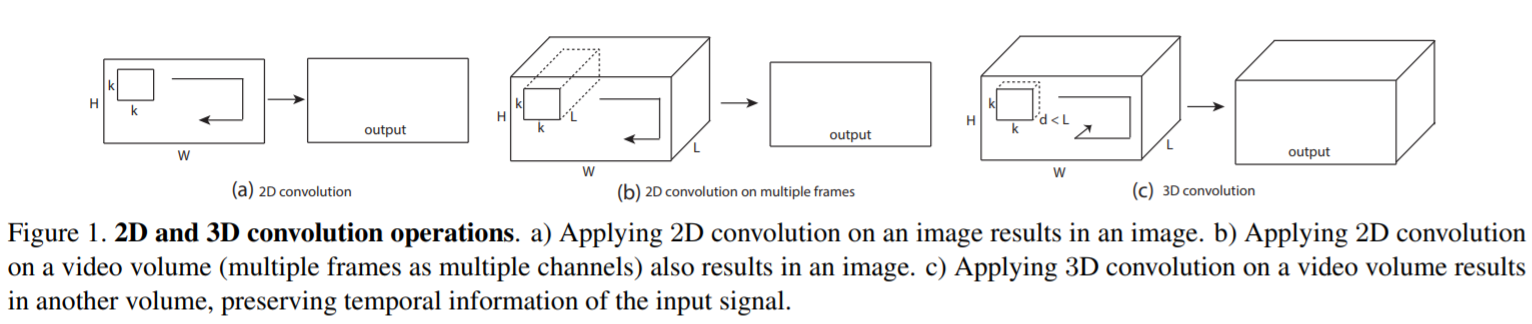 k
H
k
output
W
(a) 2D convolution
k
H
k
L
L
output
W
(b) 2D convolution on multiple frames
k
H
k
d < L
L
output
W
(c) 3D convolution
Figure 1. 2D and 3D convolution operations. a) Applying 2D convolution on an image results in an image. b) Applying 2D convolution
on a video volume (multiple frames as multiple channels) also results in an image. c) Applying 3D convolution on a video volume results
in another volume, preserving temporal information of the input signal.